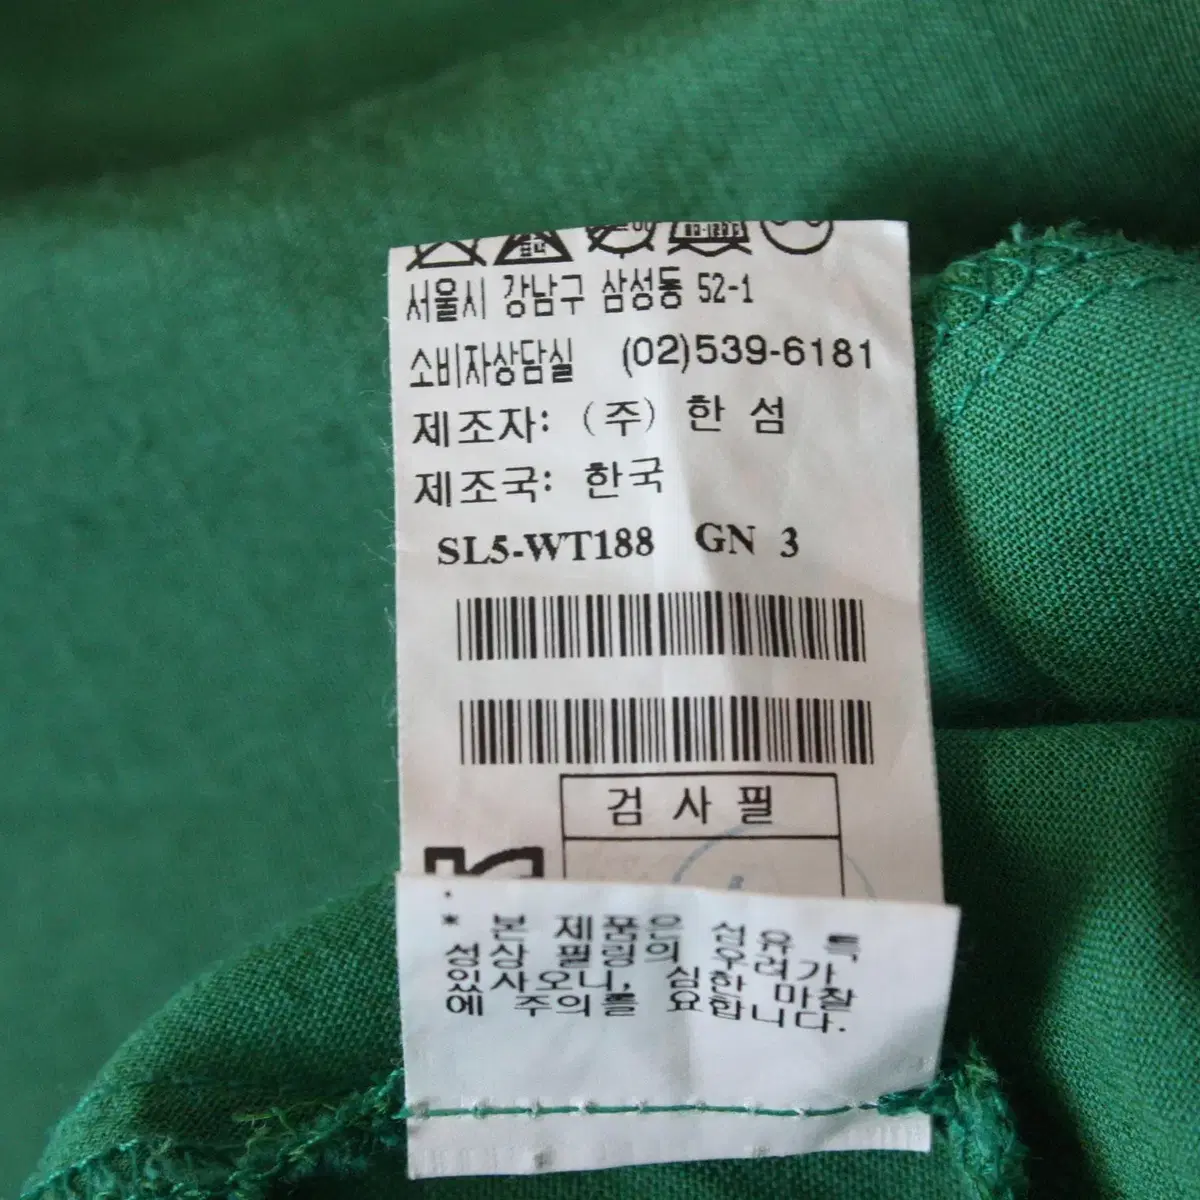 서울시 강남구 삼성동 52-1
소비자상담실 (02)539-6181
제조자: (주) 한 섬
제조국: 한국
SL5-WT188 GN 3
검 사 필
* 본 제품은 섬유 특
성상 필링의 우려가
있사오니, 심한 마찰
에 주의를 요합니다.